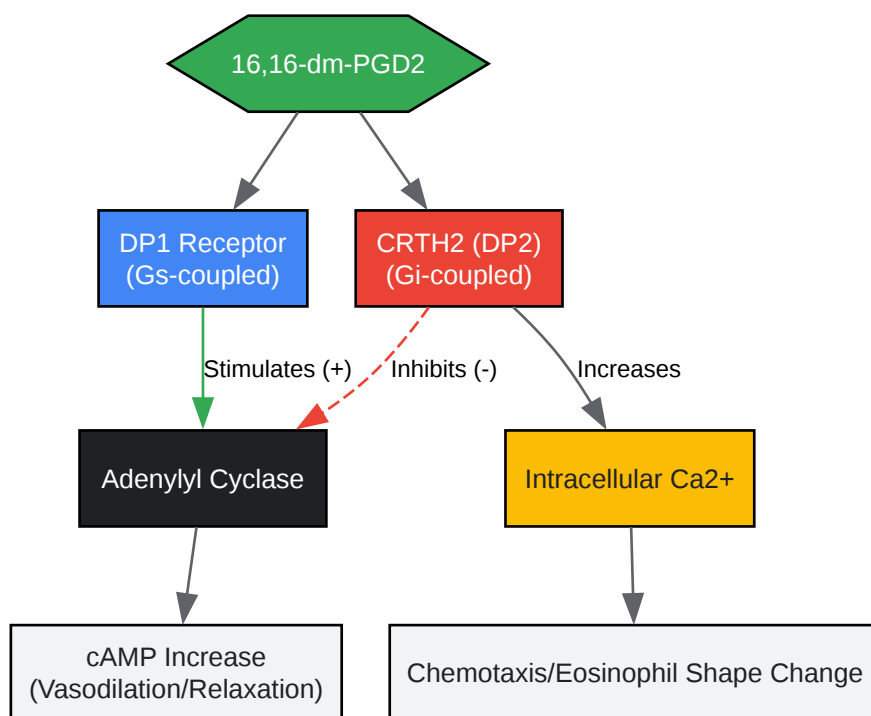 16,16-dm-PGD2
DP1 Receptor
(Gs-coupled)
CRTH2 (DP2)
(Gi-coupled)
Stimulates (+)
Inhibits (-)
Increases
Adenylyl Cyclase
Intracellular Ca2+
cAMP Increase
(Vasodilation/Relaxation)
Chemotaxis/Eosinophil Shape Change